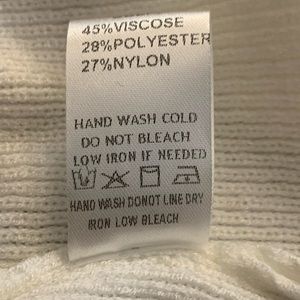 45%VISCOSE
28%POLYESTER
27%NYLON
HAND WASH COLD
DO NOT BLEACH
LOW IRON IF NEEDED
HAND WASH DONOT LINE DRY
IRON LOW BLEACH